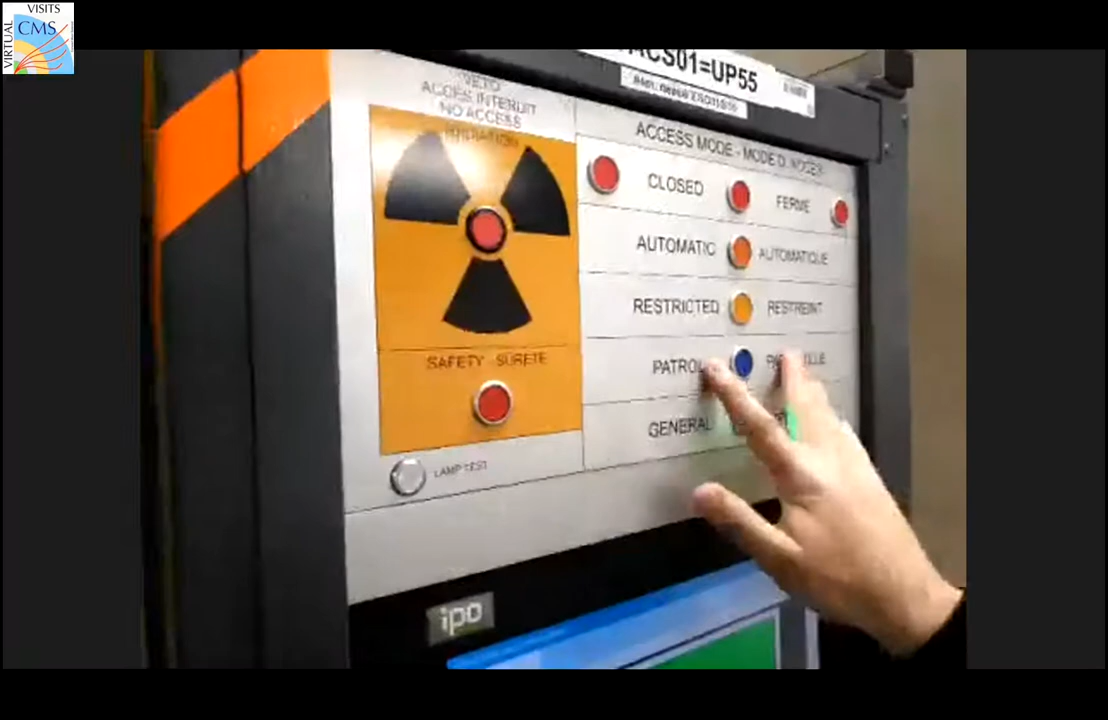 VIRTUAL
VISITS
CMS
ACS01=UP55
VETO
ACCES INTERDIT
NO ACCESS
ACCESS MODE - MODE D'ACCES
CLOSED
FERME
AUTOMATIC
AUTOMATIQUE
RESTRICTED
RESTREINT
PATROL
GENERAL
SAFETY - SÛRETE
LAMP TEST
ipo